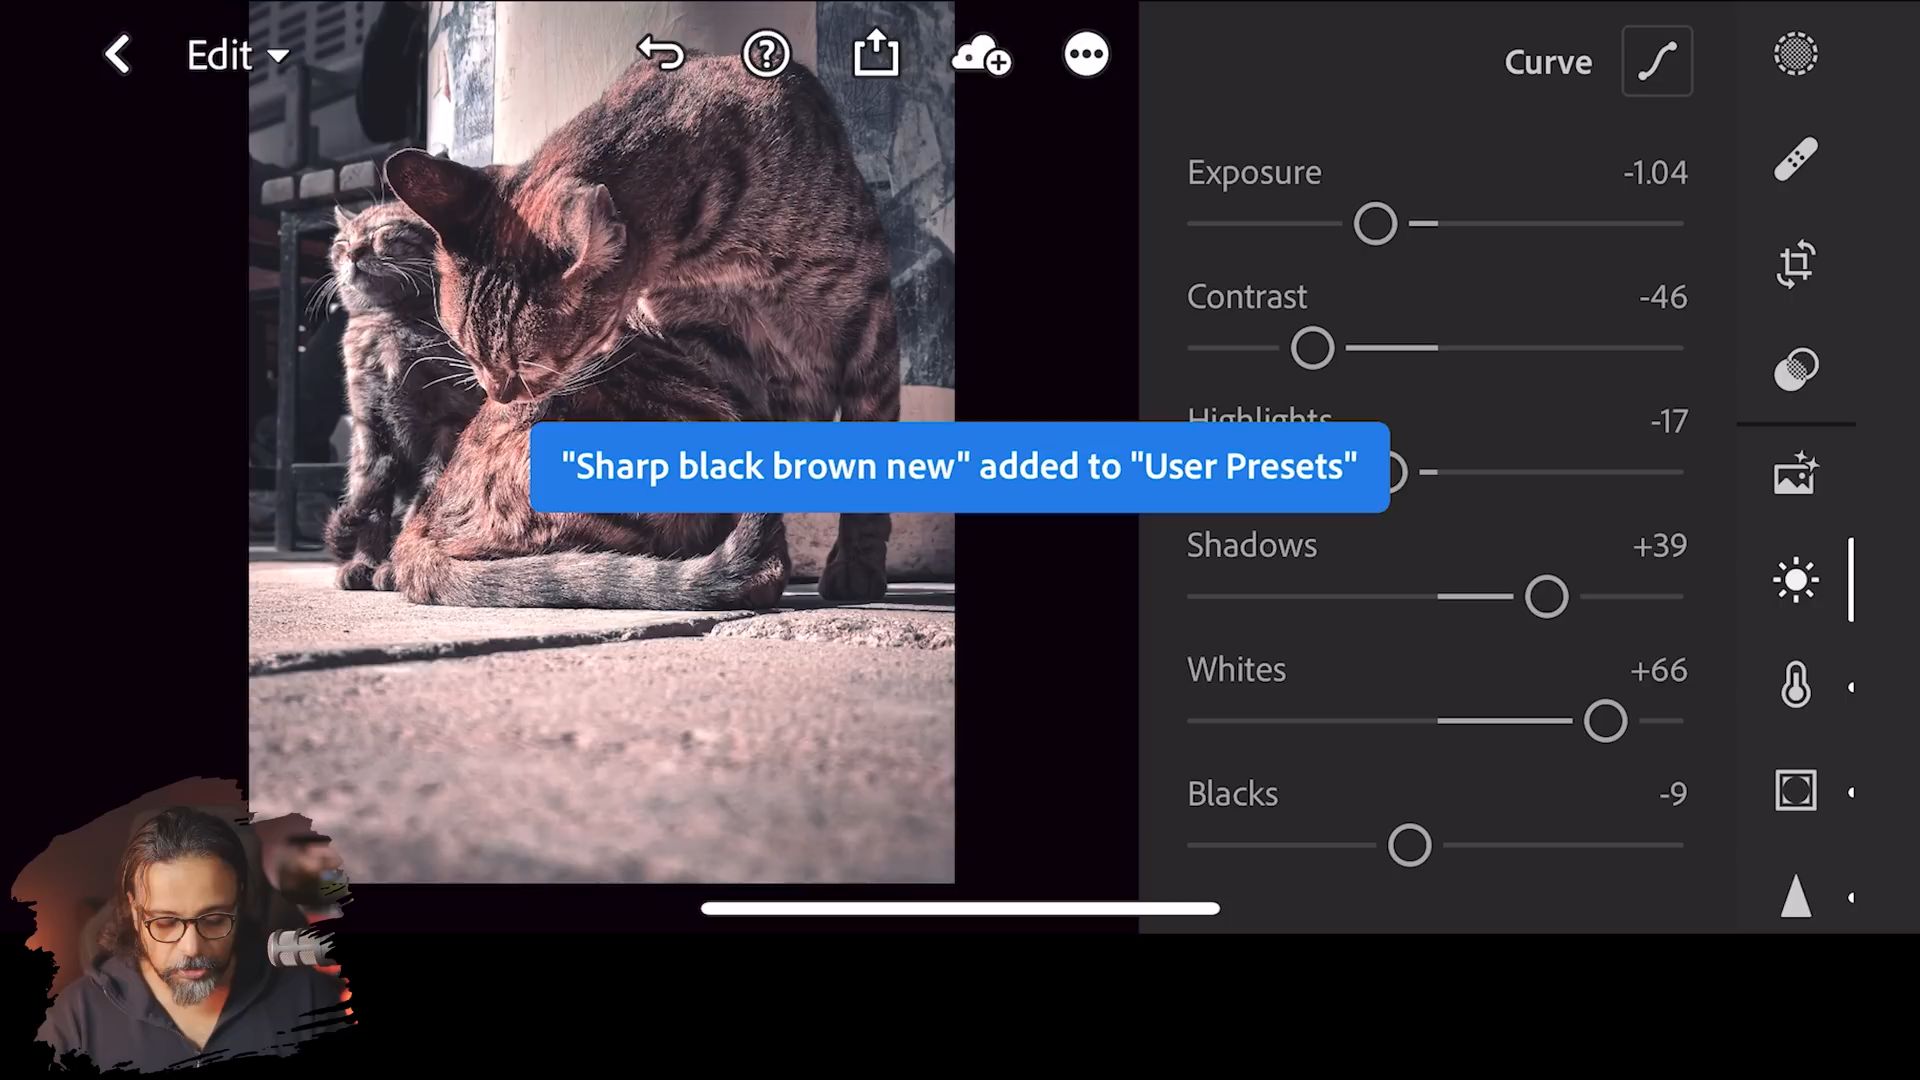 Edit
Curve
Exposure -1.04
Contrast -46
Highlights -17
"Sharp black brown new" added to "User Presets"
Shadows +39
Whites +66
Blacks -9